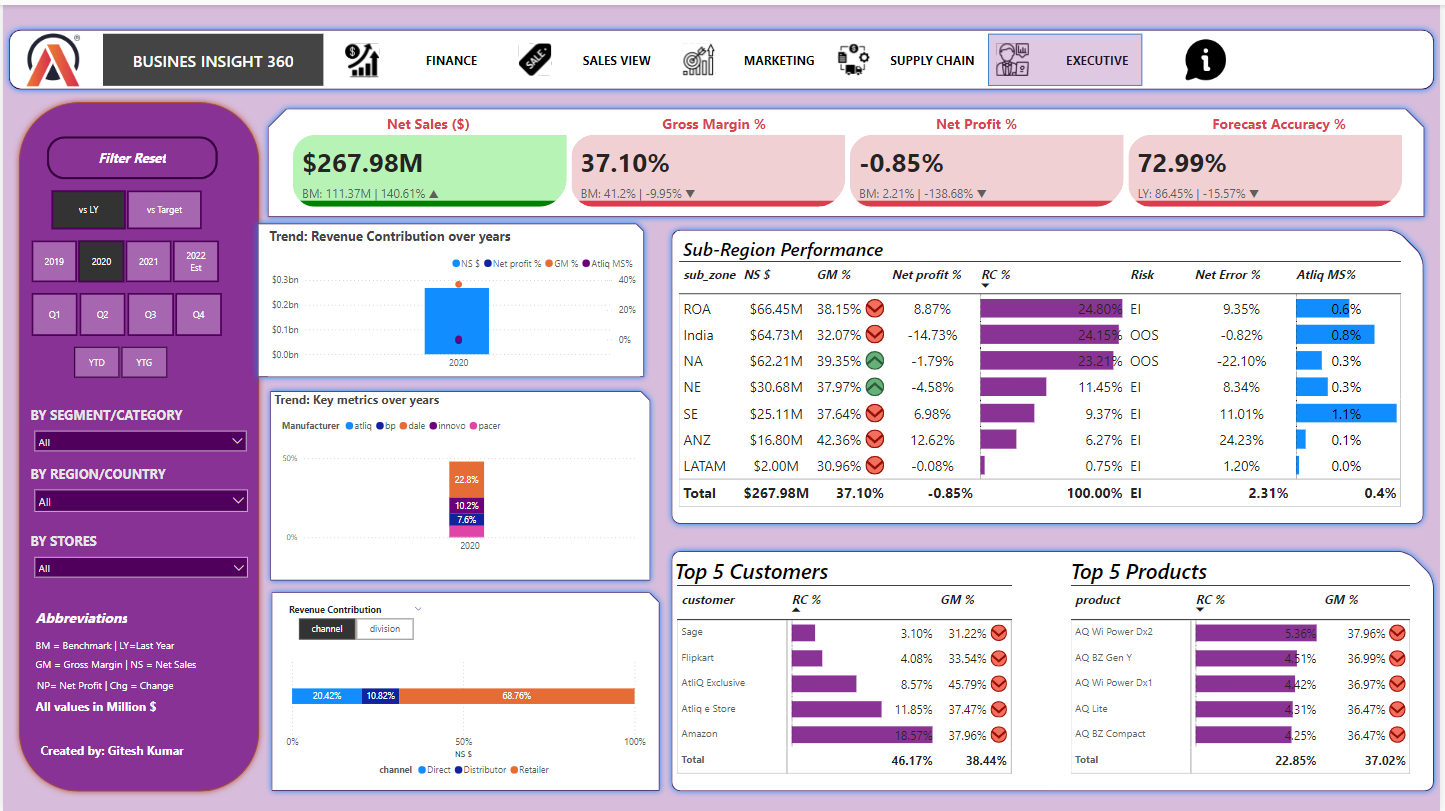 BUSINES INSIGHT 360
FINANCE
SALE
SALES VIEW
MARKETING
SUPPLY CHAIN
EXECUTIVE
Filter Reset
vs LY vs Target
2019 2020 2021 2022 Est
Q1 Q2 Q3 Q4
YTD YTG
BY SEGMENT/CATEGORY
All
BY REGION/COUNTRY
All
BY STORES
All
Abbreviations
BM = Benchmark | LY=Last Year
GM = Gross Margin | NS = Net Sales
NP= Net Profit | Chg = Change
All values in Million $
Created by: Gitesh Kumar
Net Sales ($)
$267.98M
BM: 111.37M | 140.61% ▲
Gross Margin %
37.10%
BM: 41.2% | -9.95% ▼
Net Profit %
-0.85%
BM: 2.21% | -138.68% ▼
Forecast Accuracy %
72.99%
LY: 86.45% | -15.57% ▼
Trend: Revenue Contribution over years
NS $ Net profit % GM % Atliq MS%
$0.3bn 40%
$0.2bn 20%
$0.1bn 0%
$0.0bn
2020
Trend: Key metrics over years
Manufacturer atliq bp dale innovo pacer
50%
22.8%
10.2%
7.6%
0%
2020
Revenue Contribution
channel division
20.42% 10.82% 68.76%
0% 50% 100%
NS $
channel Direct Distributor Retailer
Sub-Region Performance
sub_zone NS $ GM % Net profit % RC % Risk Net Error % Atliq MS%
ROA $66.45M 38.15% 8.87% 24.80% EI 9.35% 0.6%
India $64.73M 32.07% -14.73% 24.15% OOS -0.82% 0.8%
NA $62.21M 39.35% -1.79% 23.21% OOS -22.10% 0.3%
NE $30.68M 37.97% -4.58% 11.45% EI 8.34% 0.3%
SE $25.11M 37.64% 6.98% 9.37% EI 11.01% 1.1%
ANZ $16.80M 42.36% 12.62% 6.27% EI 24.23% 0.1%
LATAM $2.00M 30.96% -0.08% 0.75% EI 1.20% 0.0%
Total $267.98M 37.10% -0.85% 100.00% EI 2.31% 0.4%
Top 5 Customers
customer RC % GM %
Sage 3.10% 31.22%
Flipkart 4.08% 33.54%
AtliQ Exclusive 8.57% 45.79%
Atliq e Store 11.85% 37.47%
Amazon 18.57% 37.96%
Total 46.17% 38.44%
Top 5 Products
product RC % GM %
AQ Wi Power Dx2 5.36% 37.96%
AQ BZ Gen Y 4.51% 36.99%
AQ Wi Power Dx1 4.42% 36.97%
AQ Lite 4.31% 36.47%
AQ BZ Compact 4.25% 36.47%
Total 22.85% 37.02%